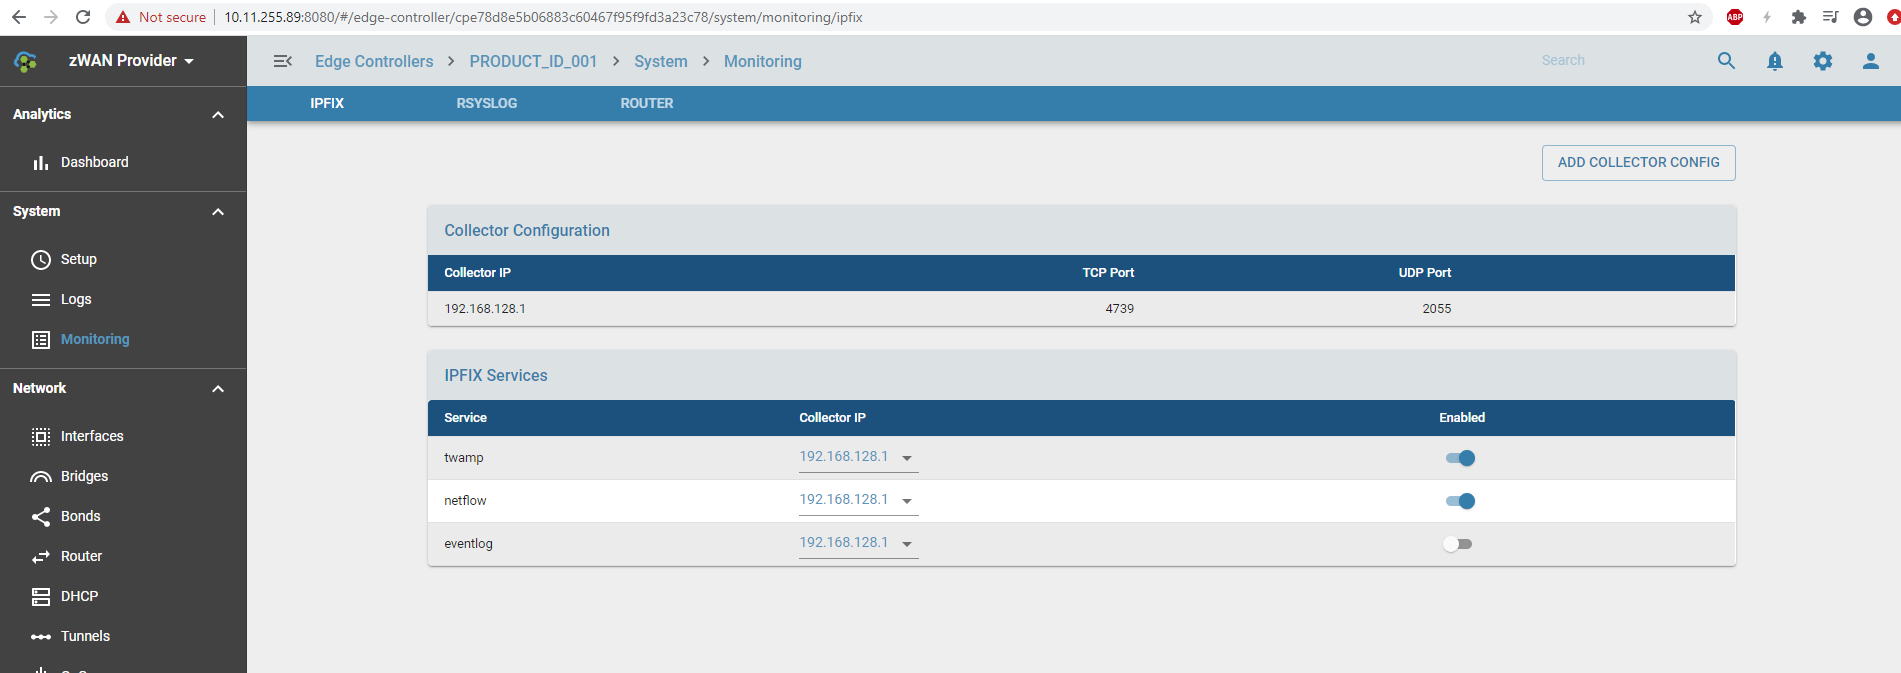 Not secure | 10.11.255.89:8080/#/edge-controller/cpe78d8e5b06883c60467f95f9fd3a23c78/system/monitoring/ipfix
ABP
zWAN Provider
Edge Controllers > PRODUCT_ID_001 > System > Monitoring
Search
IPFIX RSYSLOG ROUTER
Analytics
Dashboard
System
Setup
Logs
Monitoring
Network
Interfaces
Bridges
Bonds
Router
DHCP
Tunnels
ADD COLLECTOR CONFIG
Collector Configuration
Collector IP TCP Port UDP Port
192.168.128.1 4739 2055
IPFIX Services
Service Collector IP Enabled
twamp 192.168.128.1
netflow 192.168.128.1
eventlog 192.168.128.1